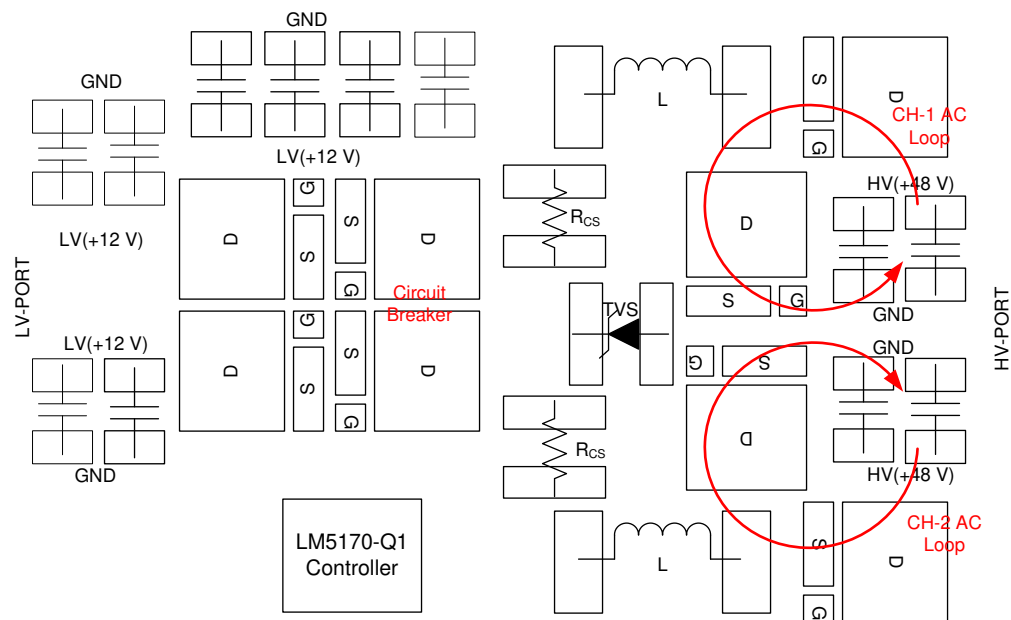 GND
GND
LV(+12 V)
LV(+12 V)
LV-PORT
LV(+12 V)
GND
D
G
S
S
G
D
Circuit
Breaker
D
G
S
S
G
D
LM5170-Q1
Controller
L
S
G
D
CH-1 AC
Loop
RCS
D
S
G
HV(+48 V)
GND
TVS
HV-PORT
G
S
D
GND
HV(+48 V)
RCS
L
S
G
D
CH-2 AC
Loop